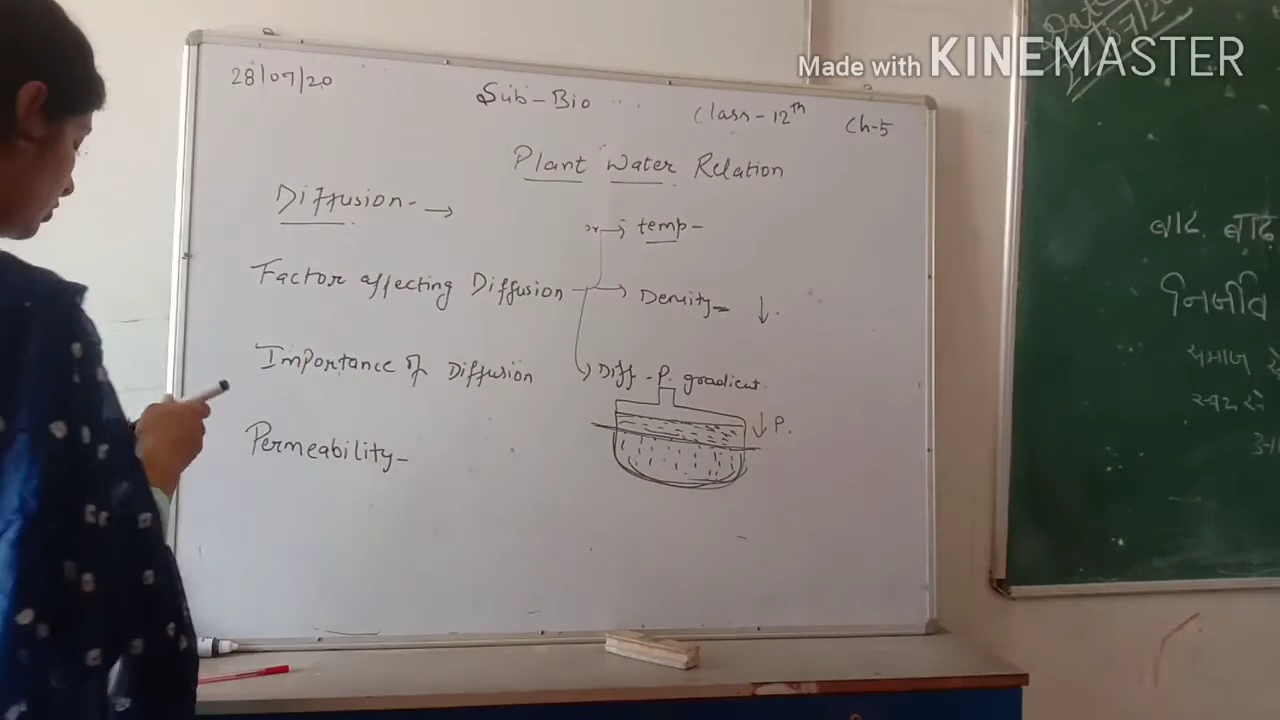 Made with KINEMASTER
28/07/20
Sub-Bio
Class-12th
Ch-5
Plant Water Relation
Diffusion- →
→ temp-
Factor affecting Diffusion - → Density= ↓.
Importance of Diffusion → Diff-P. gradient.
↓ P.
Permeability-
बाद
निर्जीव
समाज